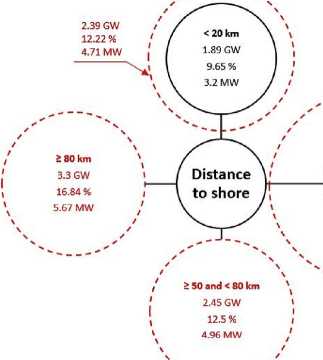 2.39 GW
12.22 %
4.71 MW
< 20 km
1.89 GW
9.65 %
3.2 MW
≥ 80 km
3.3 GW
16.84 %
5.67 MW
Distance
to shore
≥ 50 and < 80 km
2.45 GW
12.5 %
4.96 MW